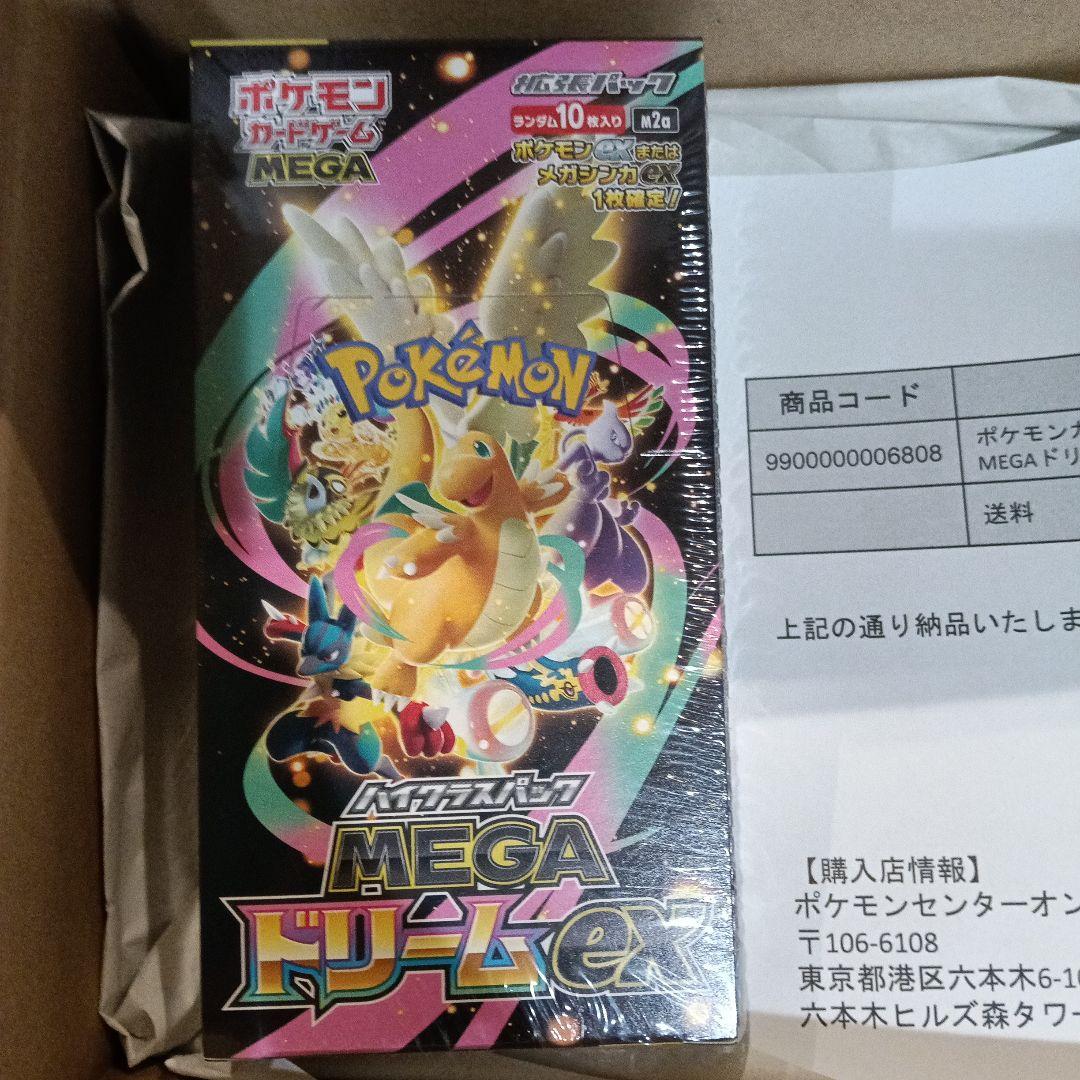 ポケモン
カードゲーム
MEGA
拡張パック
ランダム10枚入り M2a
ポケモンexまたは
メガシンカex
1枚確定!
POKéMON
ハイクラスパック
MEGA
ドリームex
商品コード
9900000006808 ポケモンカ
MEGAドリ
送料
上記の通り納品いたしま
【購入店情報】
ポケモンセンターオン
〒106-6108
東京都港区六本木6-10
六本木ヒルズ森タワー